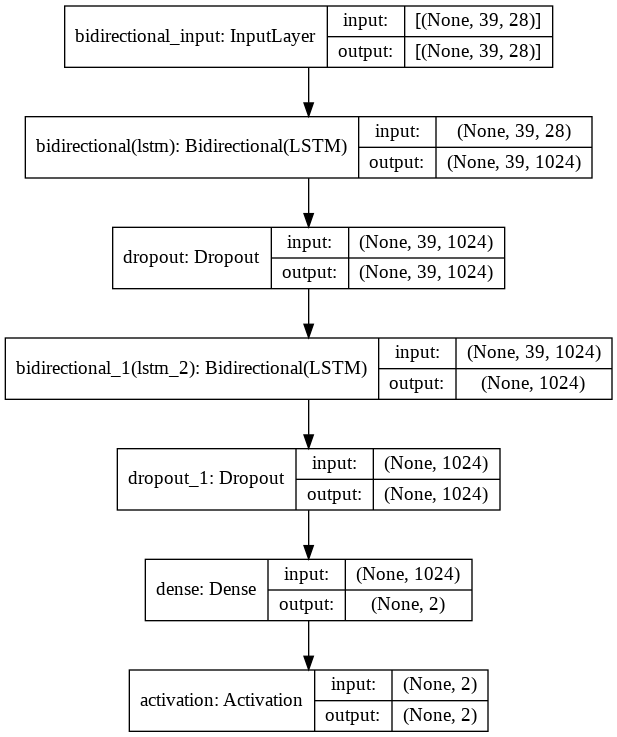 bidirectional_input: InputLayer
input: [(None, 39, 28)]
output: [(None, 39, 28)]
bidirectional(lstm): Bidirectional(LSTM)
input: (None, 39, 28)
output: (None, 39, 1024)
dropout: Dropout
input: (None, 39, 1024)
output: (None, 39, 1024)
bidirectional_1(lstm_2): Bidirectional(LSTM)
input: (None, 39, 1024)
output: (None, 1024)
dropout_1: Dropout
input: (None, 1024)
output: (None, 1024)
dense: Dense
input: (None, 1024)
output: (None, 2)
activation: Activation
input: (None, 2)
output: (None, 2)